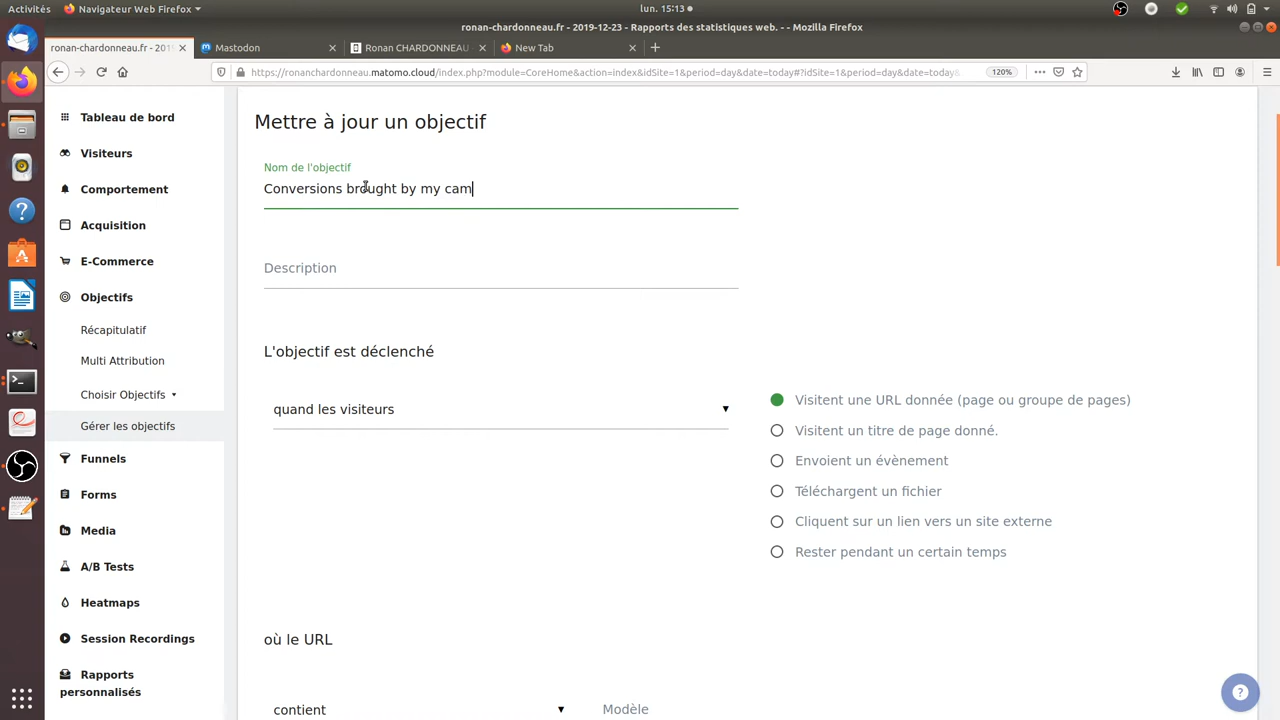 Activités
Navigateur Web Firefox
lun. 15:13
ronan-chardonneau.fr - 2019-12-23 - Rapports des statistiques web. - - Mozilla Firefox
ronan-chardonneau.fr - 201
Mastodon
Ronan CHARDONNEAU
New Tab
https://ronanchardonneau.matomo.cloud/index.php?module=CoreHome&action=index&idSite=1&period=day&date=today#?idSite=1&period=day&date=today&
120%
Tableau de bord
Visiteurs
Comportement
Acquisition
E-Commerce
Objectifs
Récapitulatif
Multi Attribution
Choisir Objectifs
Gérer les objectifs
Funnels
Forms
Media
A/B Tests
Heatmaps
Session Recordings
Rapports
personnalisés
Mettre à jour un objectif
Nom de l'objectif
Conversions brought by my cam
Description
L'objectif est déclenché
quand les visiteurs
Visitent une URL donnée (page ou groupe de pages)
Visitent un titre de page donné.
Envoient un évènement
Téléchargent un fichier
Cliquent sur un lien vers un site externe
Rester pendant un certain temps
où le URL
contient
Modèle